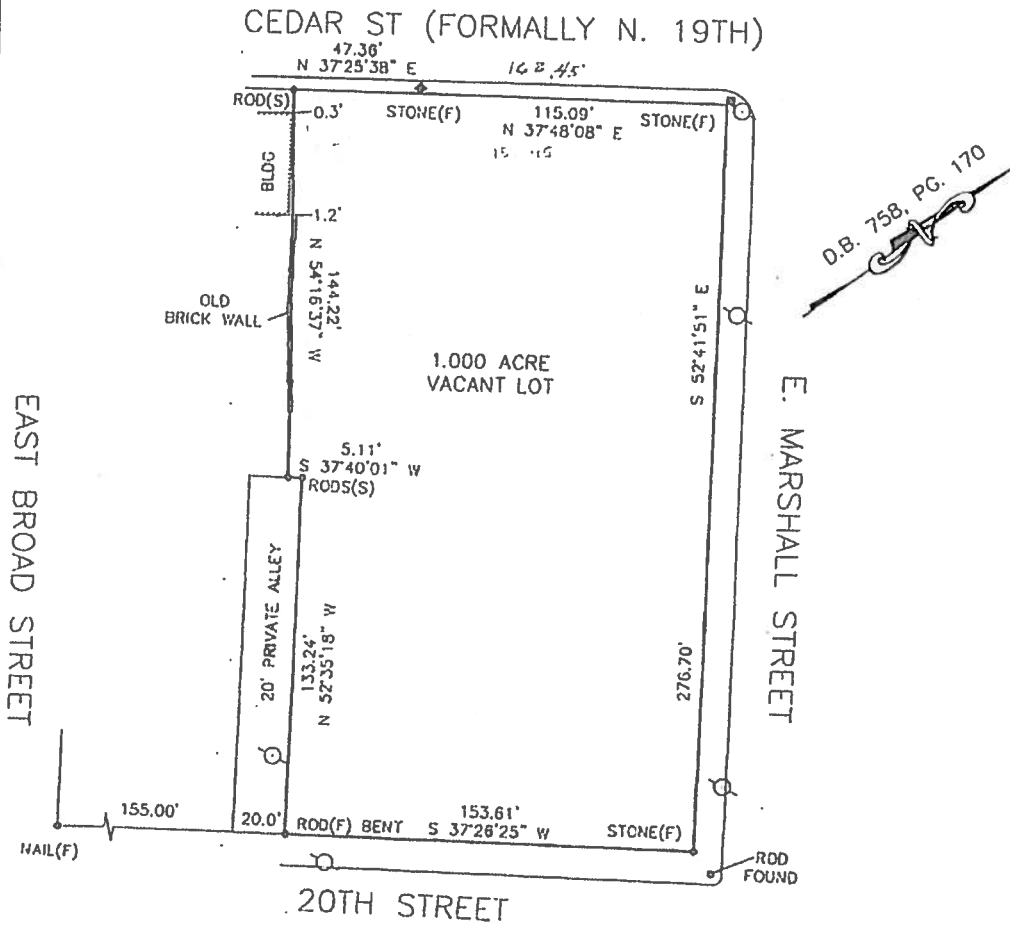 CEDAR ST (FORMALLY N. 19TH)
47.36'
N 37°25'38" E
162.45'
ROD(S)
0.3'
STONE(F)
115.09'
N 37°48'08" E
STONE(F)
BLDG
1.2'
144.22'
N 54°16'37" W
OLD
BRICK WALL
D.B. 758, PG. 170
1.000 ACRE
VACANT LOT
S 52°41'51" E
276.70'
E. MARSHALL STREET
EAST BROAD STREET
5.11'
S 37°40'01" W
RODS(S)
20' PRIVATE ALLEY
133.24'
N 52°35'18" W
155.00'
20.0'
NAIL(F)
ROD(F) BENT
153.61'
S 37°26'25" W
STONE(F)
ROD
FOUND
20TH STREET